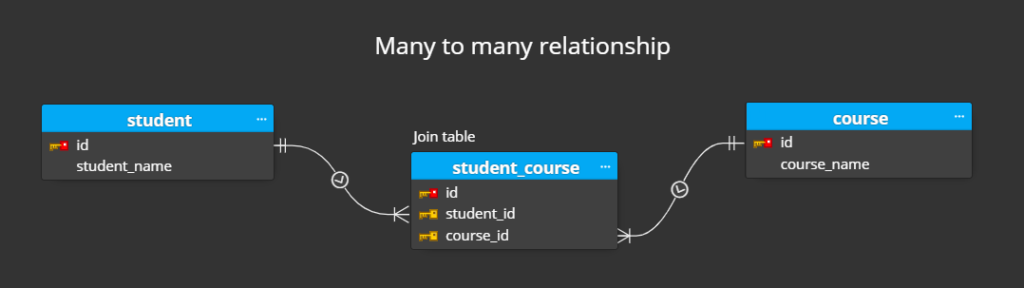 Many to many relationship
student
id
student_name
Join table
student_course
id
student_id
course_id
course
id
course_name